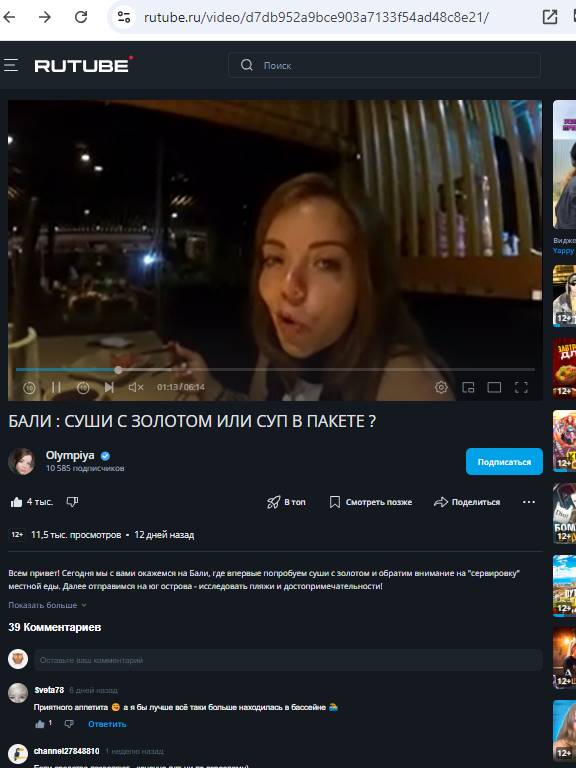 rutube.ru/video/d7db952a9bce903a7133f54ad48c8e21/
RUTUBE
Поиск
01:13 / 06:14
БАЛИ : СУШИ С ЗОЛОТОМ ИЛИ СУП В ПАКЕТЕ ?
Olympiya
10 585 подписчиков
Подписаться
4 тыс.
В топ
Смотреть позже
Поделиться
12+ 11,5 тыс. просмотров • 12 дней назад
Всем привет! Сегодня мы с вами окажемся на Бали, где впервые попробуем суши с золотом и обратим внимание на "сервировку"
местной еды. Далее отправимся на юг острова - исследовать пляжи и достопримечательности!
Показать больше
39 Комментариев
Оставьте ваш комментарий
Sveta78 6 дней назад
Приятного аппетита 😋 а я бы лучше всё таки больше находилась в бассейне 🏊
1
Ответить
channel27848810 1 неделю назад
Видже
Yappy
12+
12+
12+
12+
12+
12+